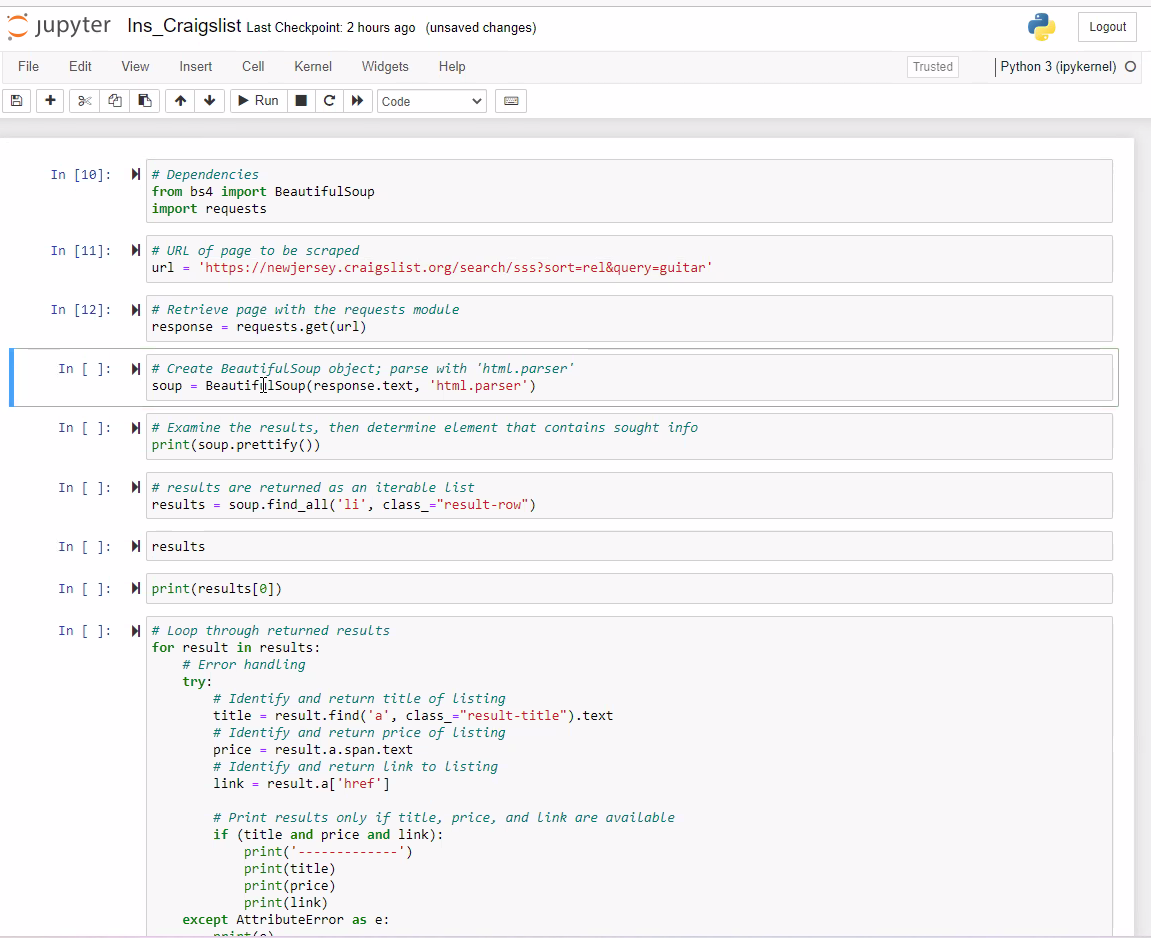 jupyter Ins_Craigslist Last Checkpoint: 2 hours ago (unsaved changes) Logout
File Edit View Insert Cell Kernel Widgets Help Trusted Python 3 (ipykernel)
Run Code
In [10]: # Dependencies
from bs4 import BeautifulSoup
import requests
In [11]: # URL of page to be scraped
url = 'https://newjersey.craigslist.org/search/sss?sort=rel&query=guitar'
In [12]: # Retrieve page with the requests module
response = requests.get(url)
In [ ]: # Create BeautifulSoup object; parse with 'html.parser'
soup = BeautifulSoup(response.text, 'html.parser')
In [ ]: # Examine the results, then determine element that contains sought info
print(soup.prettify())
In [ ]: # results are returned as an iterable list
results = soup.find_all('li', class_="result-row")
In [ ]: results
In [ ]: print(results[0])
In [ ]: # Loop through returned results
for result in results:
# Error handling
try:
# Identify and return title of listing
title = result.find('a', class_="result-title").text
# Identify and return price of listing
price = result.a.span.text
# Identify and return link to listing
link = result.a['href']
# Print results only if title, price, and link are available
if (title and price and link):
print('-------------')
print(title)
print(price)
print(link)
except AttributeError as e:
print(e)